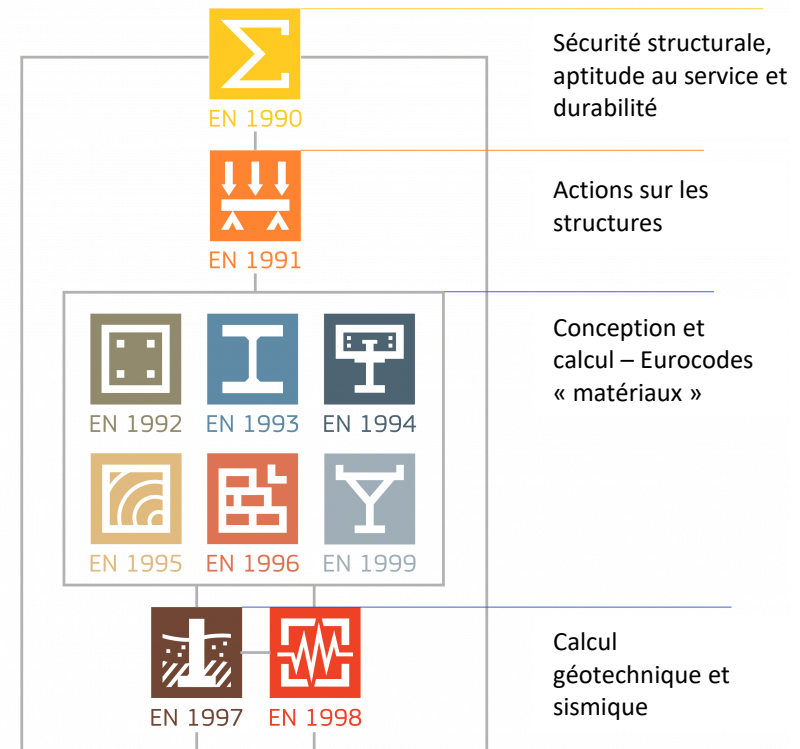 Sécurité structurale,
aptitude au service et
durabilité
EN 1990
Actions sur les
structures
EN 1991
Conception et
calcul – Eurocodes
« matériaux »
EN 1992 EN 1993 EN 1994
EN 1995 EN 1996 EN 1999
Calcul
géotechnique et
sismique
EN 1997 EN 1998